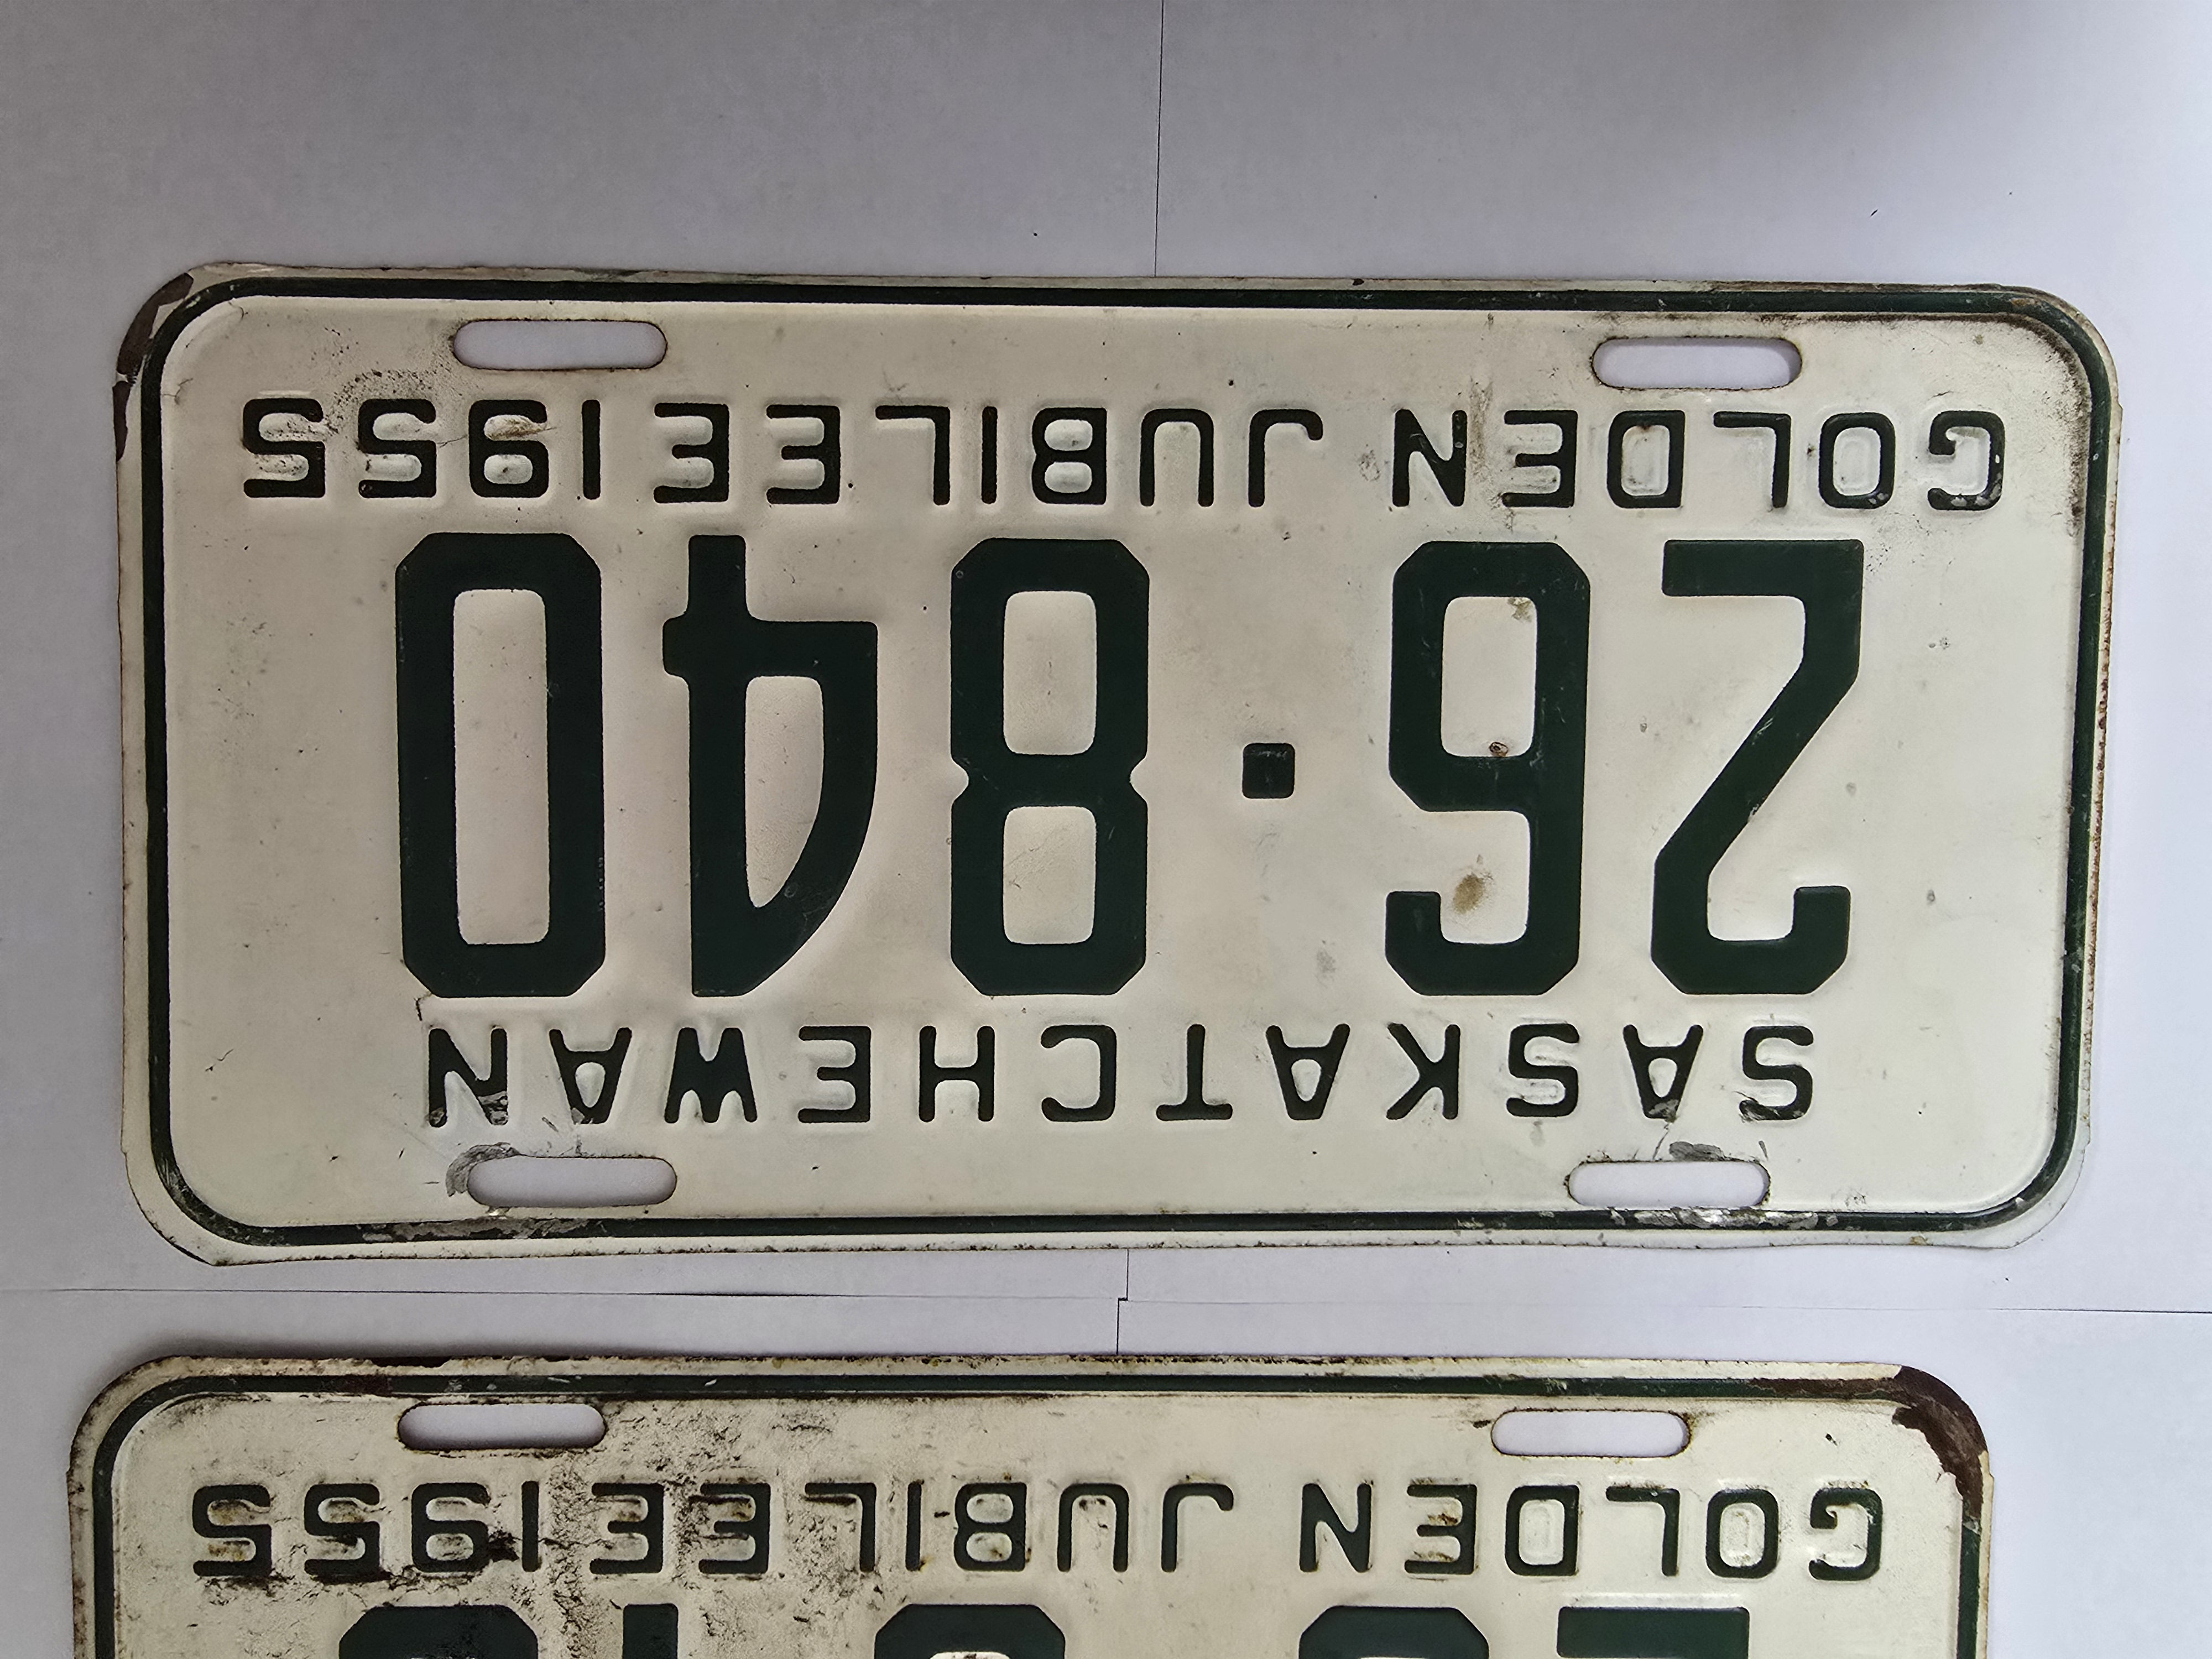 GOLDEN JUBILEE 1955
SASKATCHEWAN
26·840
GOLDEN JUBILEE 1955